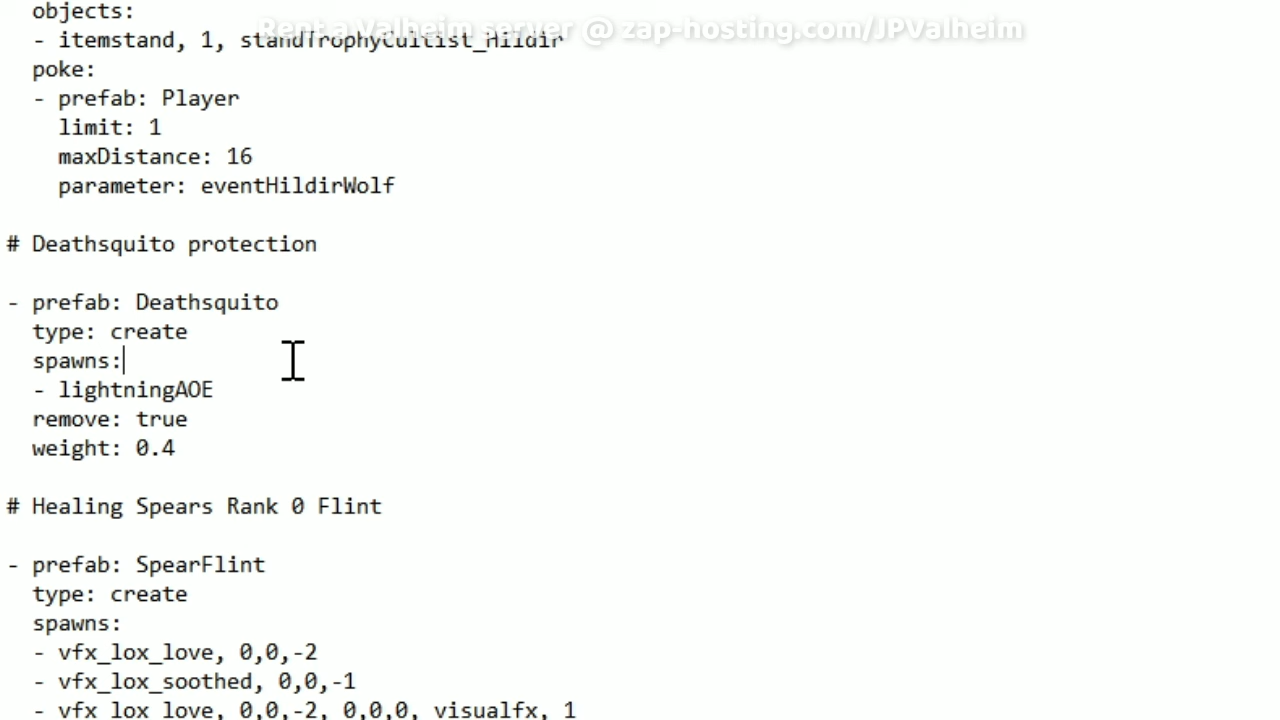 objects:
Rent a Valheim server @ zap-hosting.com/JPValheim
- itemstand, 1, standTrophyCultist_Hildir
poke:
- prefab: Player
limit: 1
maxDistance: 16
parameter: eventHildirWolf
# Deathsquito protection
- prefab: Deathsquito
type: create
spawns:
- lightningAOE
remove: true
weight: 0.4
# Healing Spears Rank 0 Flint
- prefab: SpearFlint
type: create
spawns:
- vfx_lox_love, 0,0,-2
- vfx_lox_soothed, 0,0,-1
- vfx_lox_love, 0,0,-2, 0,0,0, visualfx, 1